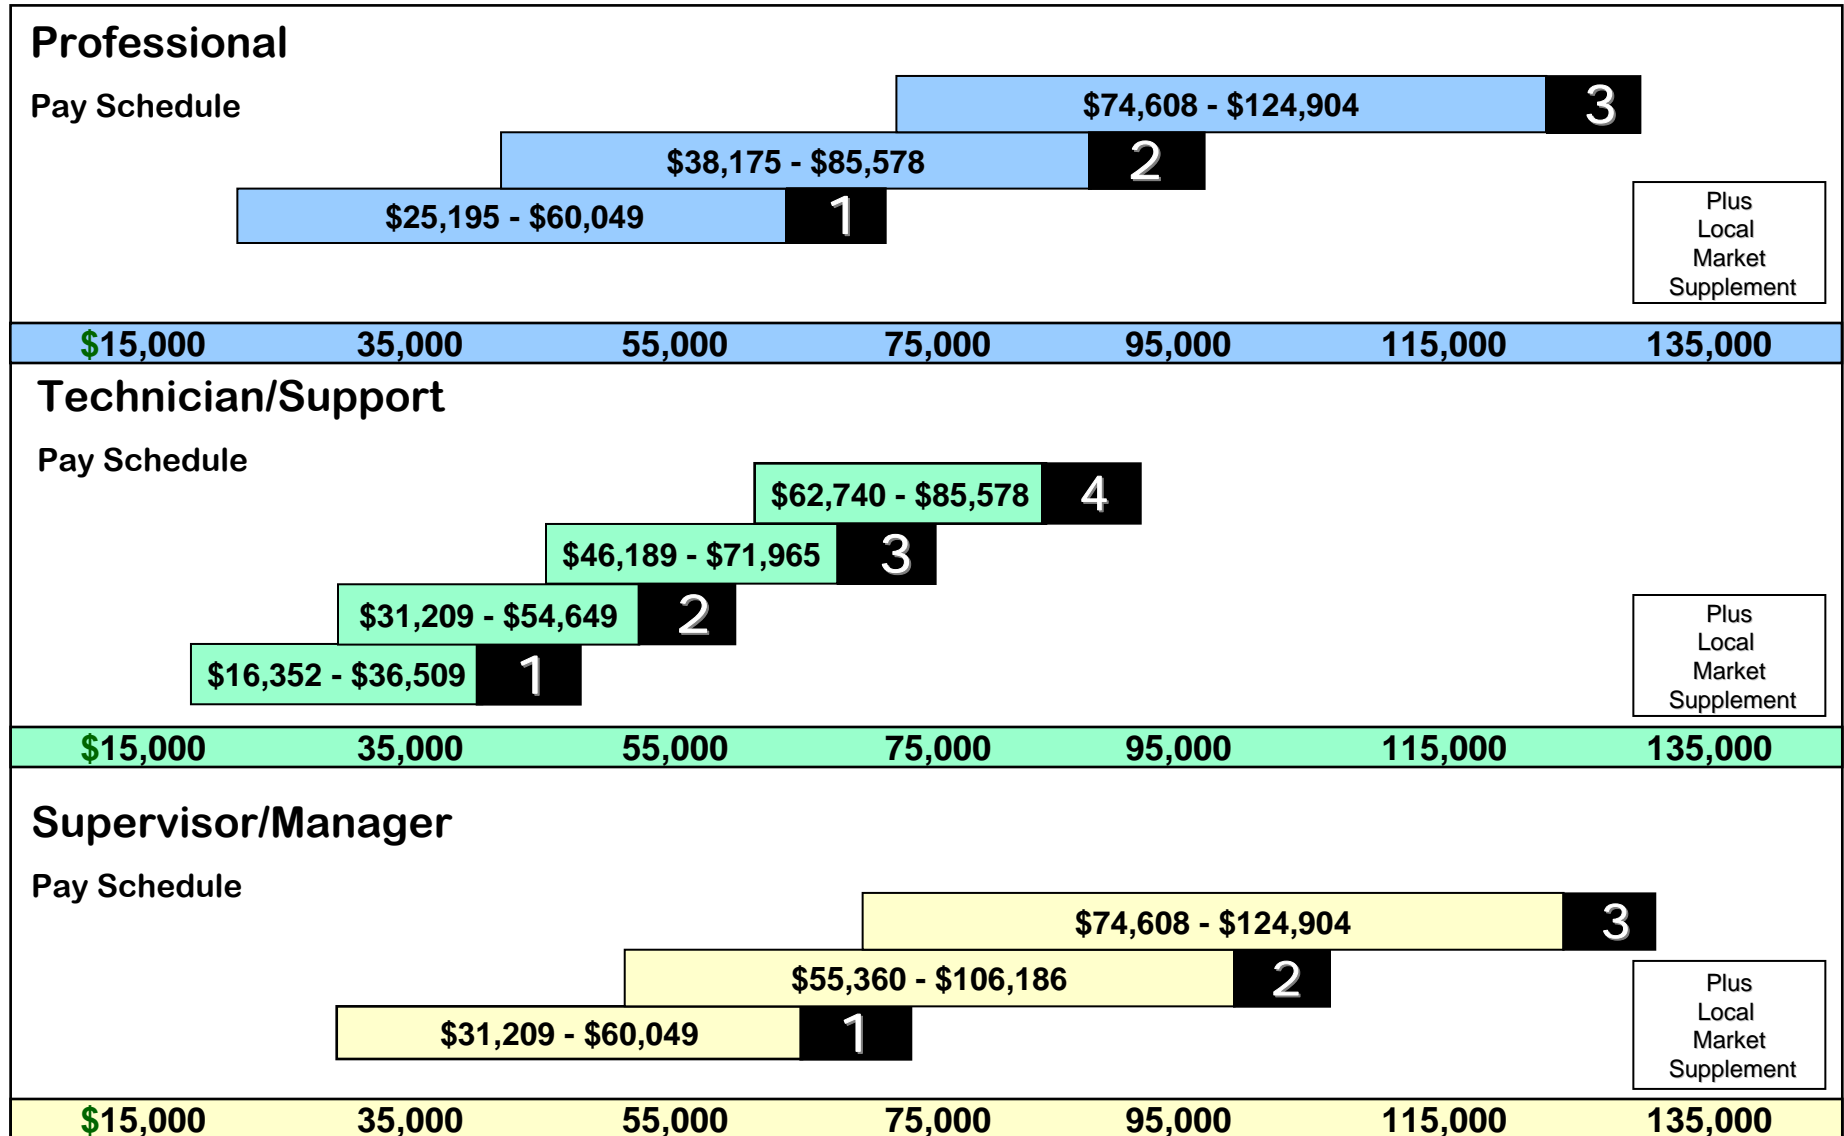 Professional
Pay Schedule
$74,608 - $124,904 3
$38,175 - $85,578 2
$25,195 - $60,049 1
Plus
Local
Market
Supplement
$15,000 35,000 55,000 75,000 95,000 115,000 135,000
Technician/Support
Pay Schedule
$62,740 - $85,578 4
$46,189 - $71,965 3
$31,209 - $54,649 2
$16,352 - $36,509 1
Plus
Local
Market
Supplement
$15,000 35,000 55,000 75,000 95,000 115,000 135,000
Supervisor/Manager
Pay Schedule
$74,608 - $124,904 3
$55,360 - $106,186 2
$31,209 - $60,049 1
Plus
Local
Market
Supplement
$15,000 35,000 55,000 75,000 95,000 115,000 135,000